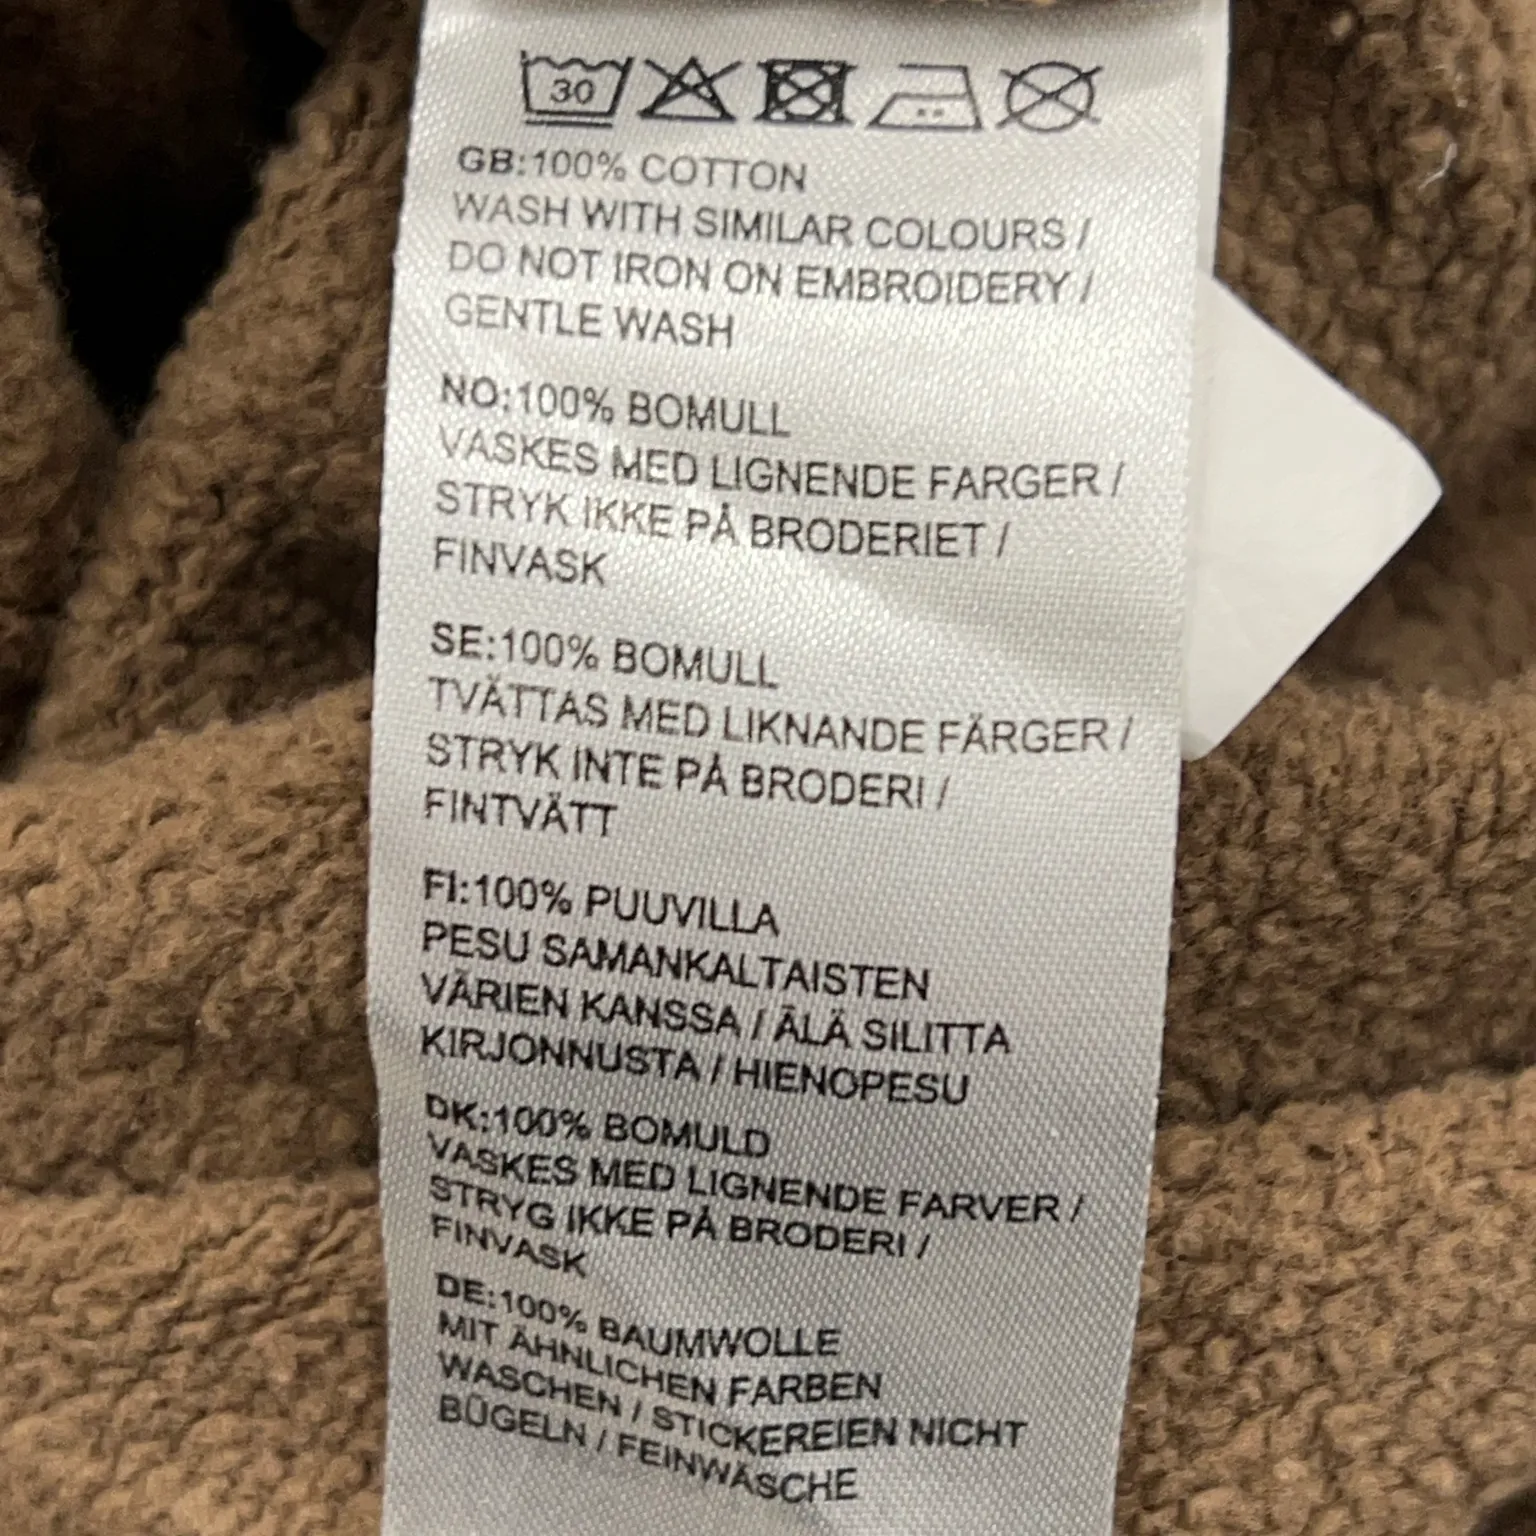 30
GB:100% COTTON
WASH WITH SIMILAR COLOURS /
DO NOT IRON ON EMBROIDERY /
GENTLE WASH
NO:100% BOMULL
VASKES MED LIGNENDE FARGER /
STRYK IKKE PÅ BRODERIET /
FINVASK
SE:100% BOMULL
TVÄTTAS MED LIKNANDE FÄRGER /
STRYK INTE PÅ BRODERI /
FINTVÄTT
FI:100% PUUVILLA
PESU SAMANKALTAISTEN
VÄRIEN KANSSA / ÄLÄ SILITTA
KIRJONNUSTA / HIENOPESU
DK:100% BOMULD
VASKES MED LIGNENDE FARVER /
STRYG IKKE PÅ BRODERI /
FINVASK
DE:100% BAUMWOLLE
MIT ÄHNLICHEN FARBEN
WASCHEN / STICKEREIEN NICHT
BÜGELN / FEINWÄSCHE